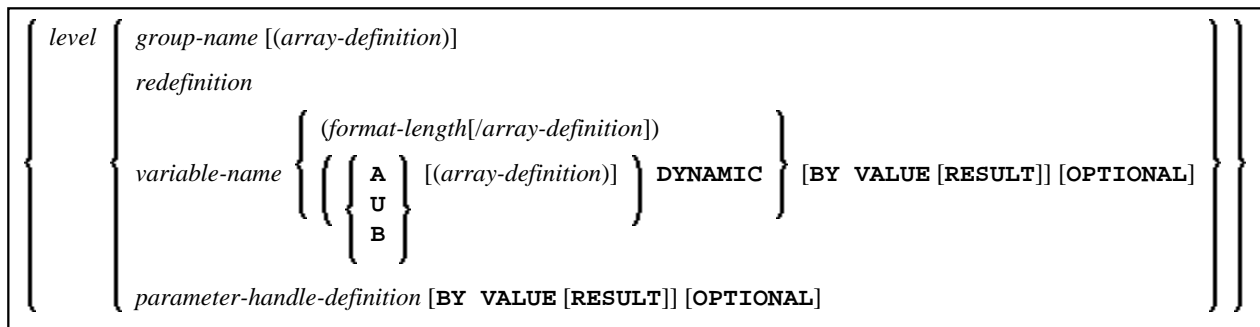 level group-name [(array-definition)]
redefinition
(format-length[/array-definition])
variable-name ( { A [(array-definition)] ) DYNAMIC [BY VALUE [RESULT]] [OPTIONAL]
U
B }
parameter-handle-definition [BY VALUE [RESULT]] [OPTIONAL]